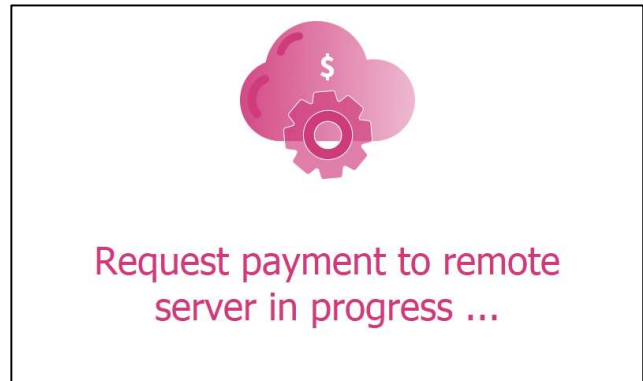 $
Request payment to remote
server in progress ...